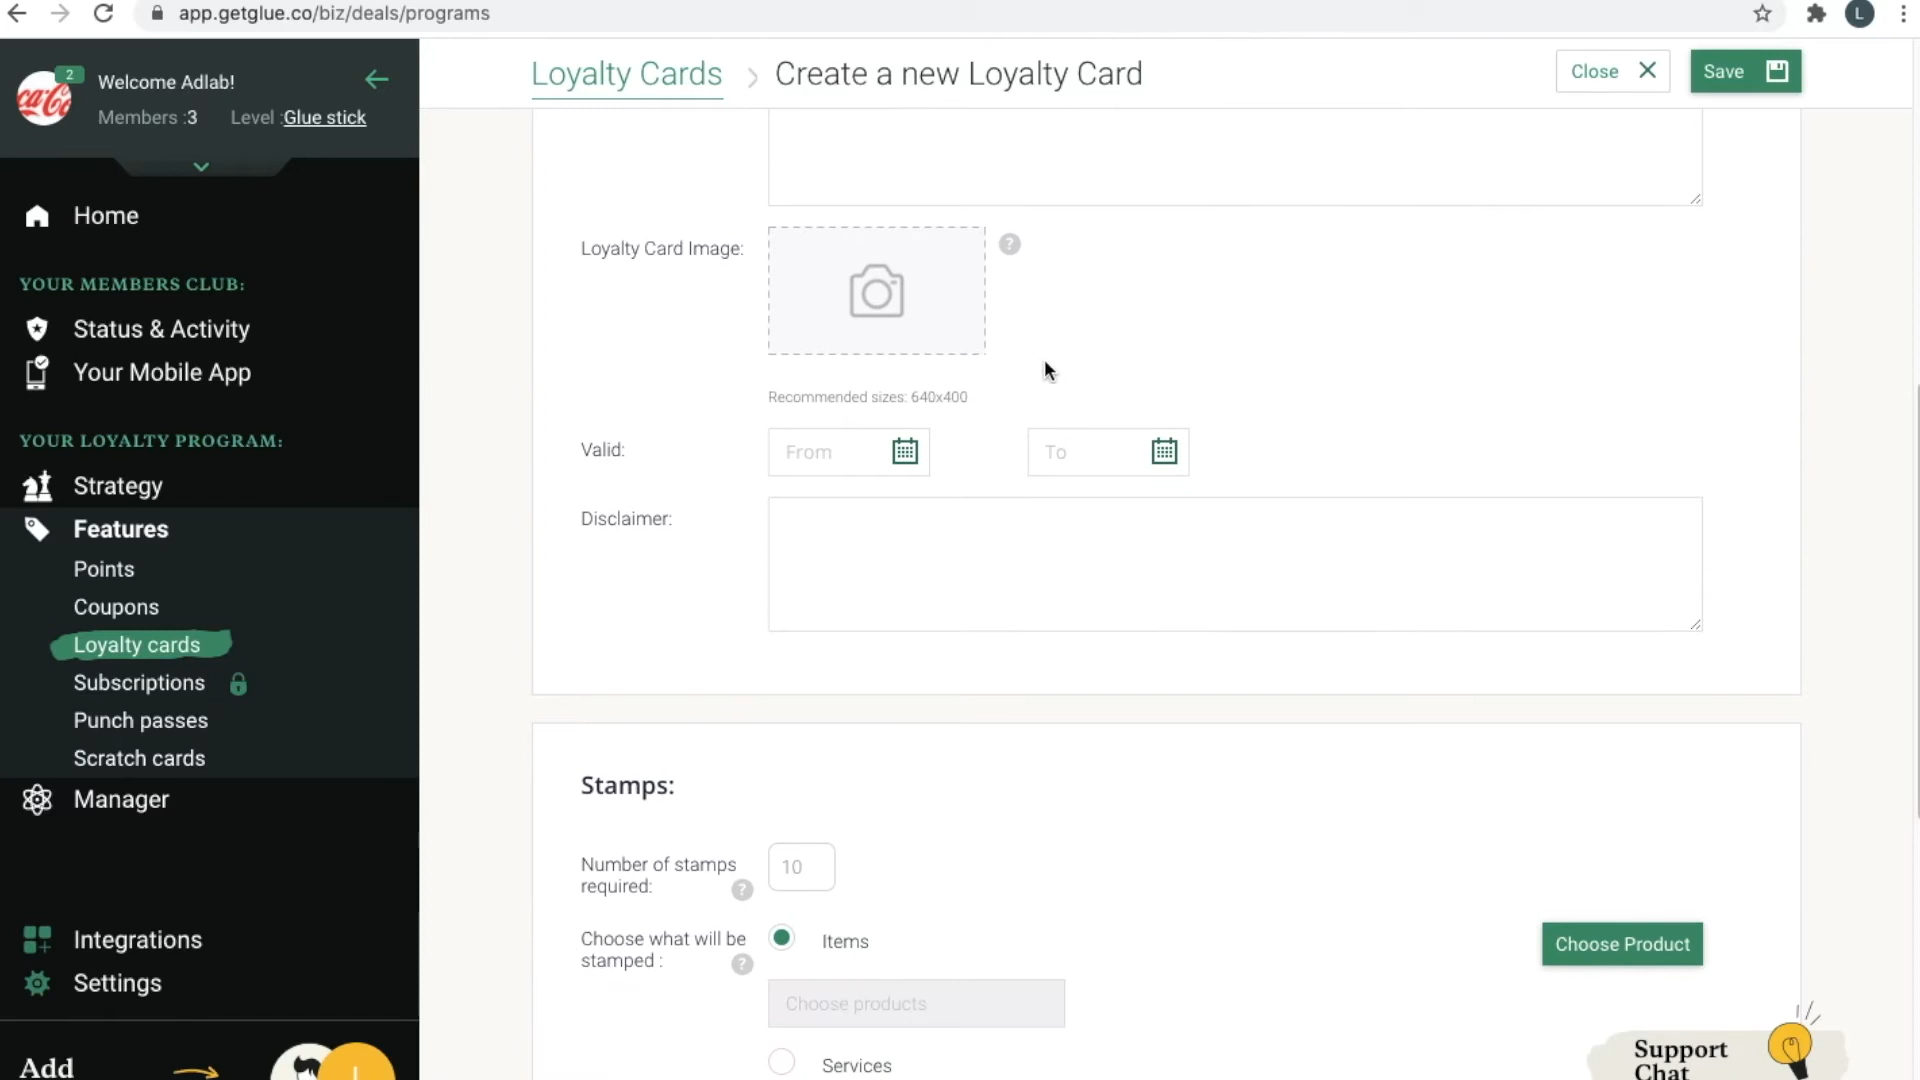 app.getglue.co/biz/deals/programs
L
2
Welcome Adlab!
Members :3 Level :Glue stick
Loyalty Cards > Create a new Loyalty Card
Close
Save
Home
YOUR MEMBERS CLUB:
Status & Activity
Your Mobile App
YOUR LOYALTY PROGRAM:
Strategy
Features
Points
Coupons
Loyalty cards
Subscriptions
Punch passes
Scratch cards
Manager
Integrations
Settings
Add
Loyalty Card Image:
?
Recommended sizes: 640x400
Valid:
From
To
Disclaimer:
Stamps:
Number of stamps
required:
?
10
Choose what will be
stamped :
?
Items
Choose Product
Choose products
Services
Support
Chat